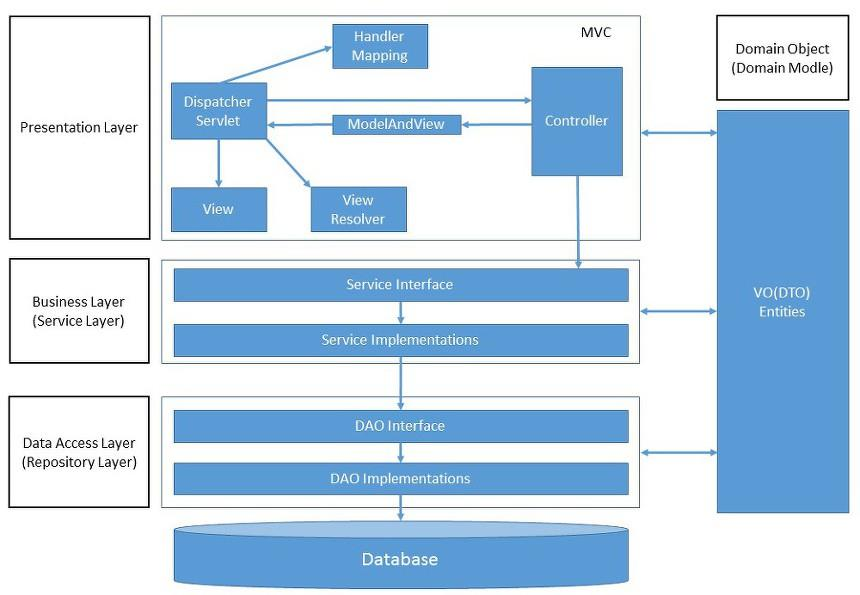 MVC
Handler
Mapping
Domain Object
(Domain Modle)
Presentation Layer
Dispatcher
Servlet
ModelAndView
Controller
View
View
Resolver
Business Layer
(Service Layer)
Service Interface
Service Implementations
VO(DTO)
Entities
Data Access Layer
(Repository Layer)
DAO Interface
DAO Implementations
Database